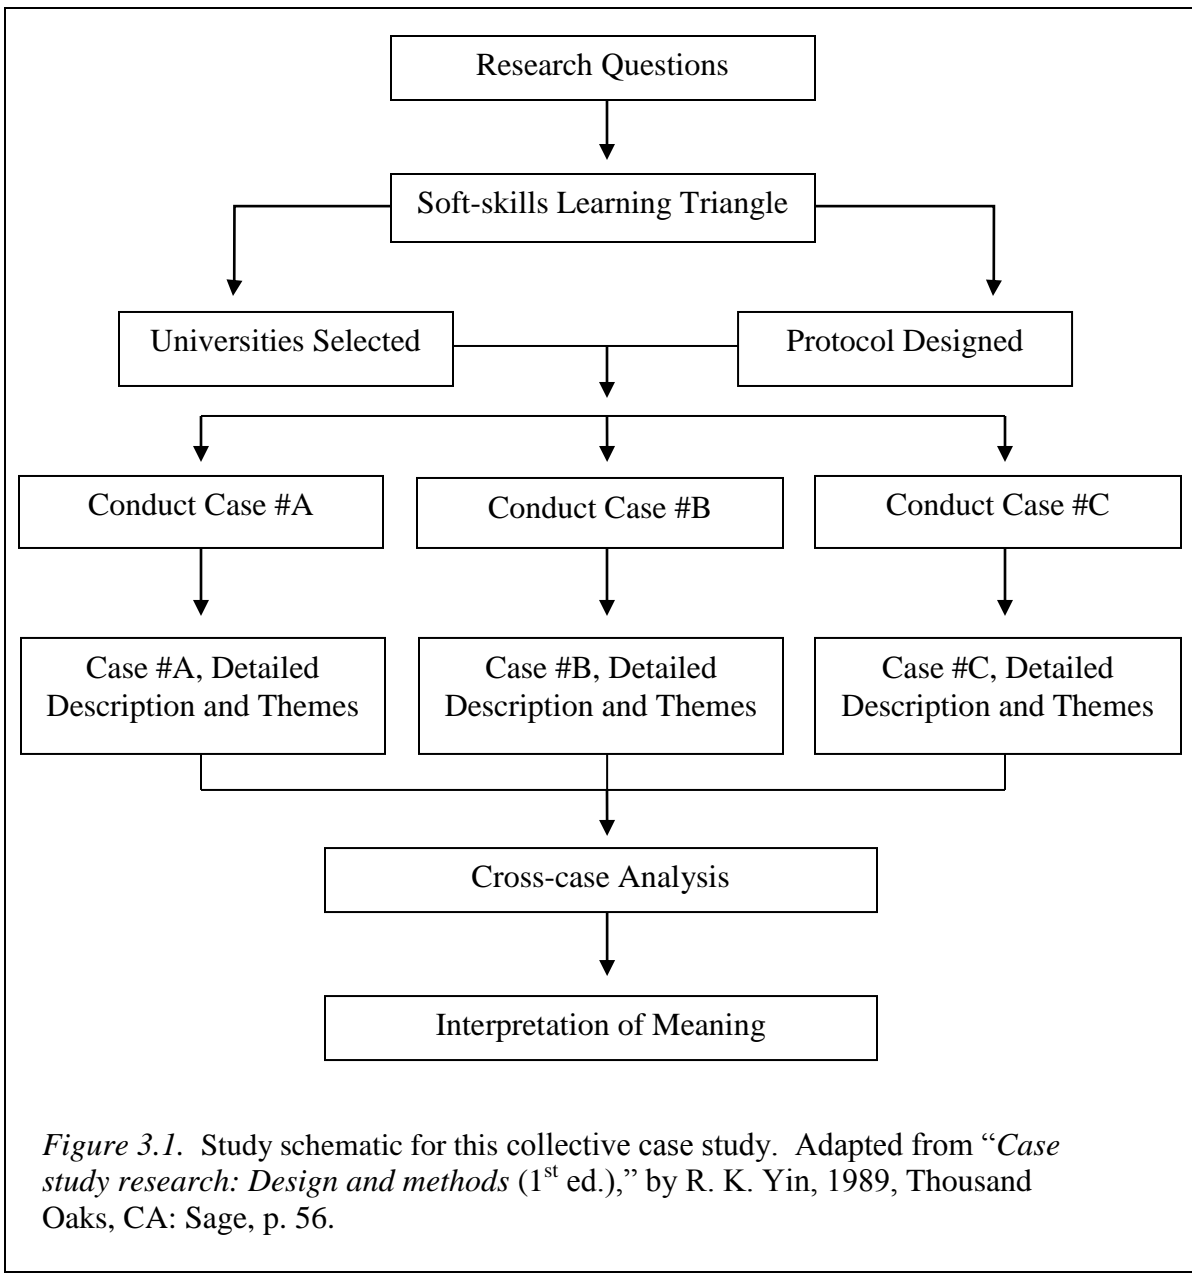 Research Questions
Soft-skills Learning Triangle
Universities Selected
Protocol Designed
Conduct Case #A
Conduct Case #B
Conduct Case #C
Case #A, Detailed
Description and Themes
Case #B, Detailed
Description and Themes
Case #C, Detailed
Description and Themes
Cross-case Analysis
Interpretation of Meaning
Figure 3.1.  Study schematic for this collective case study.  Adapted from “Case
study research: Design and methods (1st ed.),” by R. K. Yin, 1989, Thousand
Oaks, CA: Sage, p. 56.